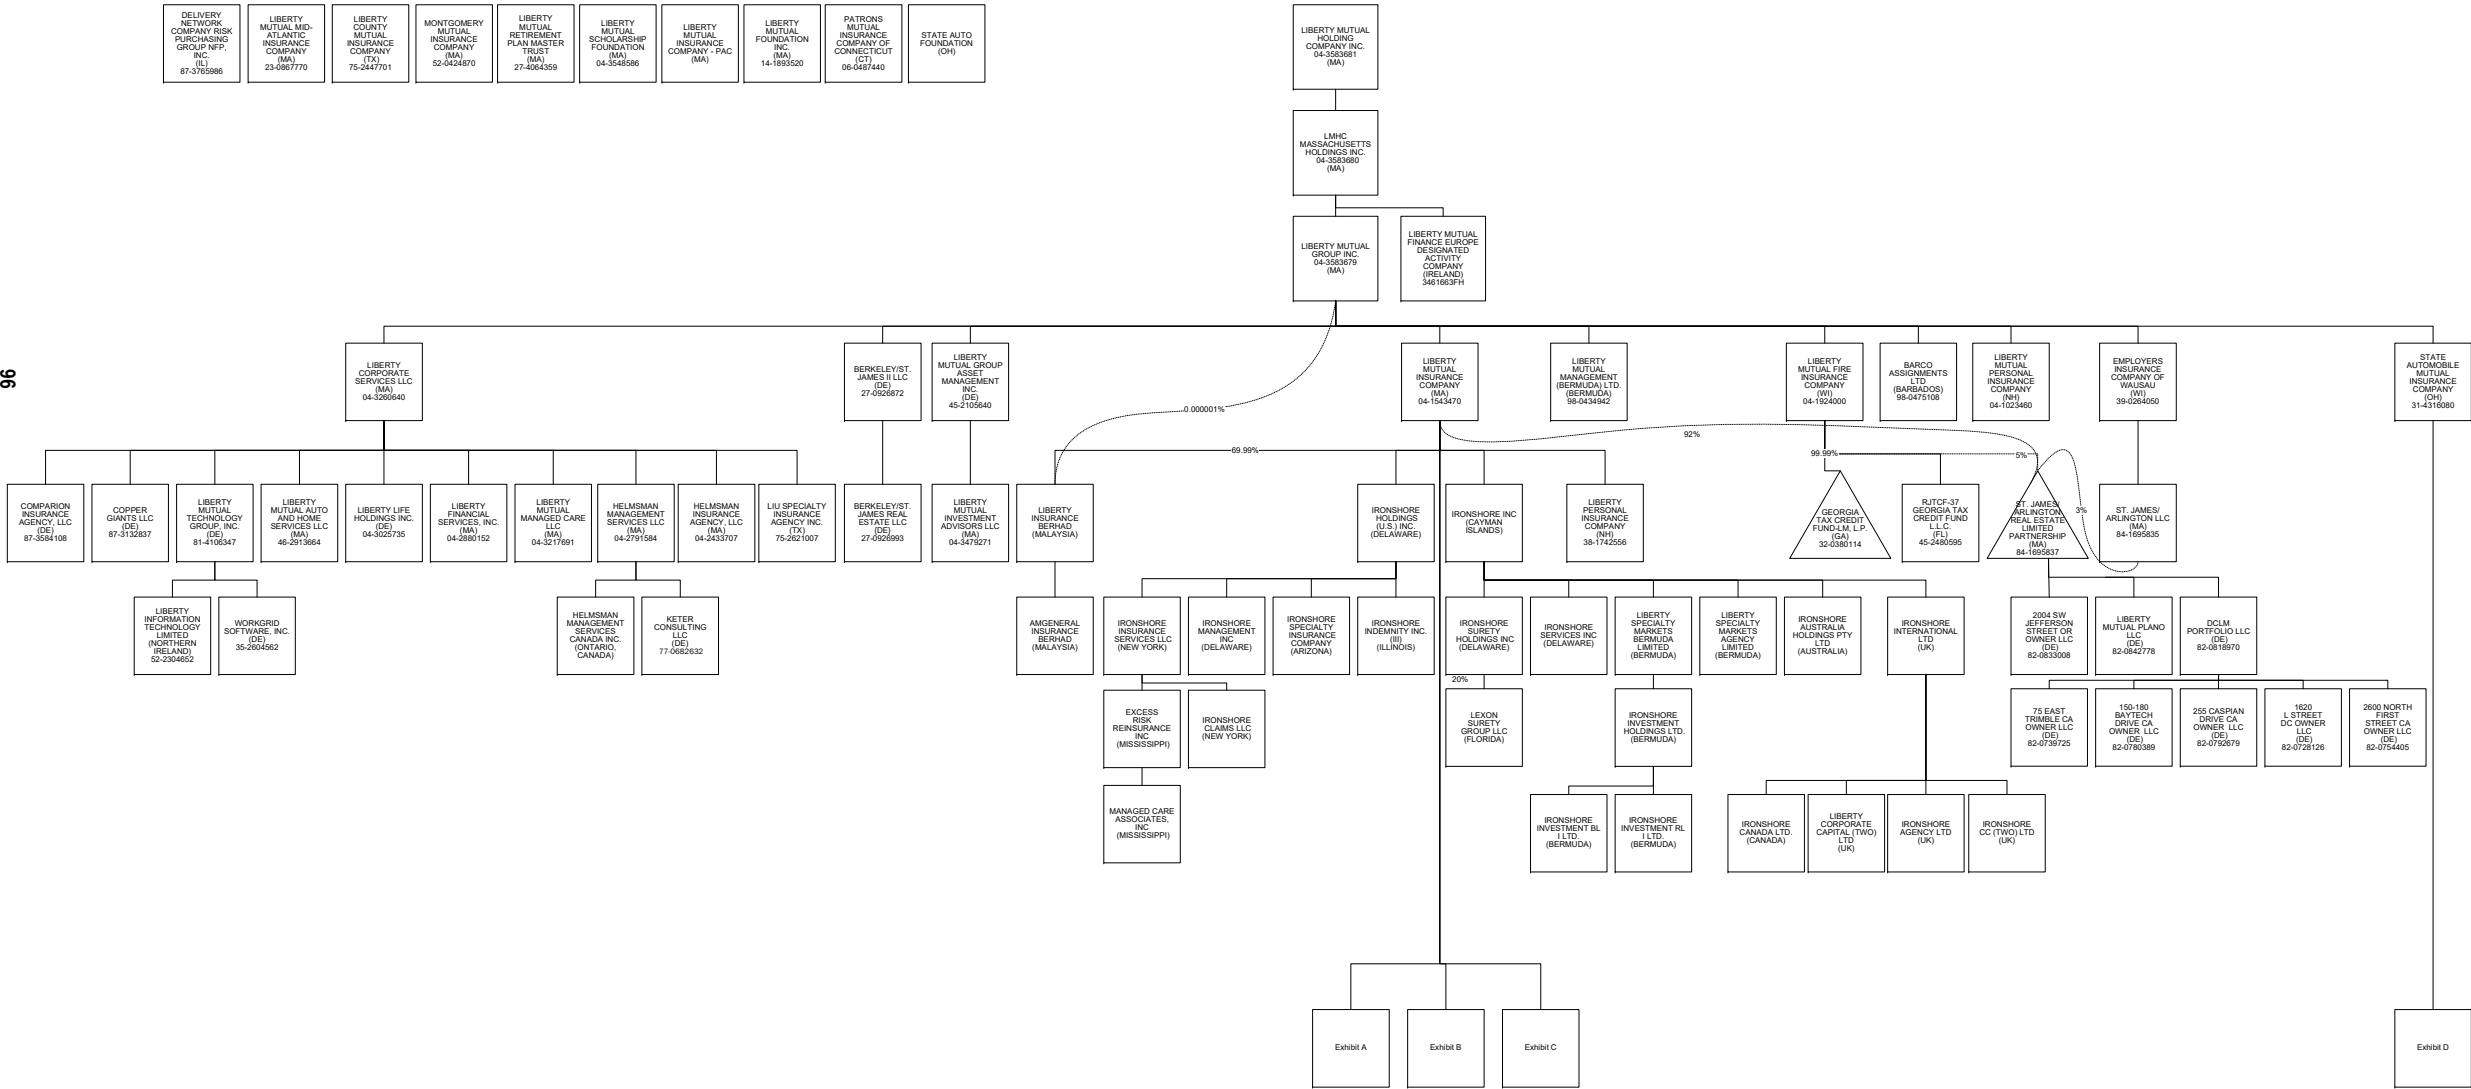 DELIVERY
NETWORK
COMPANY RISK
PURCHASING
GROUP NFP,
INC.
(IL)
87-3765986
LIBERTY
MUTUAL MID-
ATLANTIC
INSURANCE
COMPANY
(MA)
23-0867770
LIBERTY
COUNTY
MUTUAL
INSURANCE
COMPANY
(TX)
75-2447701
MONTGOMERY
MUTUAL
INSURANCE
COMPANY
(MA)
52-0424870
LIBERTY
MUTUAL
RETIREMENT
PLAN MASTER
TRUST
(MA)
27-4064359
LIBERTY
MUTUAL
SCHOLARSHIP
FOUNDATION
(MA)
04-3548586
LIBERTY
MUTUAL
INSURANCE
COMPANY - PAC
(MA)
LIBERTY
MUTUAL
FOUNDATION
INC.
(MA)
14-1893520
PATRONS
MUTUAL
INSURANCE
COMPANY OF
CONNECTICUT
(CT)
06-0487440
STATE AUTO
FOUNDATION
(OH)
LIBERTY MUTUAL
HOLDING
COMPANY INC.
04-3583681
(MA)
LMHC
MASSACHUSETTS
HOLDINGS INC.
04-3583680
(MA)
LIBERTY MUTUAL
GROUP INC.
04-3583679
(MA)
LIBERTY MUTUAL
FINANCE EUROPE
DESIGNATED
ACTIVITY
COMPANY
(IRELAND)
3461663FH
96
LIBERTY
CORPORATE
SERVICES LLC
(MA)
04-3260640
BERKELEY/ST.
JAMES II LLC
(DE)
27-0926872
LIBERTY
MUTUAL GROUP
ASSET
MANAGEMENT
INC.
(DE)
45-2105640
LIBERTY
MUTUAL
INSURANCE
COMPANY
(MA)
04-1543470
LIBERTY
MUTUAL
MANAGEMENT
(BERMUDA) LTD.
(BERMUDA)
98-0434942
LIBERTY
MUTUAL FIRE
INSURANCE
COMPANY
(WI)
04-1924000
BARCO
ASSIGNMENTS
LTD
(BARBADOS)
98-0475108
LIBERTY
MUTUAL
PERSONAL
INSURANCE
COMPANY
(NH)
04-1023460
EMPLOYERS
INSURANCE
COMPANY OF
WAUSAU
(WI)
39-0264050
STATE
AUTOMOBILE
MUTUAL
INSURANCE
COMPANY
(OH)
31-4316080
0.000001%
92%
69.99%
99.99%
5%
3%
COMPARION
INSURANCE
AGENCY, LLC
(DE)
87-3584108
COPPER
GIANTS LLC
(DE)
87-3132837
LIBERTY
MUTUAL
TECHNOLOGY
GROUP, INC.
(DE)
81-4106347
LIBERTY
MUTUAL AUTO
AND HOME
SERVICES LLC
(MA)
46-2913664
LIBERTY LIFE
HOLDINGS INC.
(DE)
04-3025735
LIBERTY
FINANCIAL
SERVICES, INC.
(MA)
04-2880152
LIBERTY
MUTUAL
MANAGED CARE
LLC
(MA)
04-3217691
HELMSMAN
MANAGEMENT
SERVICES LLC
(MA)
04-2791584
HELMSMAN
INSURANCE
AGENCY, LLC
(MA)
04-2433707
LIU SPECIALTY
INSURANCE
AGENCY INC.
(TX)
75-2621007
BERKELEY/ST.
JAMES REAL
ESTATE LLC
(DE)
27-0926993
LIBERTY
MUTUAL
INVESTMENT
ADVISORS LLC
(MA)
04-3479271
LIBERTY
INSURANCE
BERHAD
(MALAYSIA)
IRONSHORE
HOLDINGS
(U.S.) INC.
(DELAWARE)
IRONSHORE INC
(CAYMAN
ISLANDS)
LIBERTY
PERSONAL
INSURANCE
COMPANY
(NH)
38-1742556
GEORGIA
TAX CREDIT
FUND-LM, L.P.
(GA)
32-0380114
RJTCF-37
GEORGIA TAX
CREDIT FUND
L.L.C.
(FL)
45-2480595
ST. JAMES/
ARLINGTON
REAL ESTATE
LIMITED
PARTNERSHIP
(MA)
84-1695837
ST. JAMES/
ARLINGTON LLC
(MA)
84-1695835
LIBERTY
INFORMATION
TECHNOLOGY
LIMITED
(NORTHERN
IRELAND)
52-2304652
WORKGRID
SOFTWARE, INC.
(DE)
35-2604562
HELMSMAN
MANAGEMENT
SERVICES
CANADA INC.
(ONTARIO,
CANADA)
KETER
CONSULTING
LLC
(DE)
77-0682632
AMGENERAL
INSURANCE
BERHAD
(MALAYSIA)
IRONSHORE
INSURANCE
SERVICES LLC
(NEW YORK)
IRONSHORE
MANAGEMENT
INC
(DELAWARE)
IRONSHORE
SPECIALTY
INSURANCE
COMPANY
(ARIZONA)
IRONSHORE
INDEMNITY INC.
(III)
(ILLINOIS)
IRONSHORE
SURETY
HOLDINGS INC
(DELAWARE)
IRONSHORE
SERVICES INC
(DELAWARE)
LIBERTY
SPECIALTY
MARKETS
BERMUDA
LIMITED
(BERMUDA)
LIBERTY
SPECIALTY
MARKETS
AGENCY
LIMITED
(BERMUDA)
IRONSHORE
AUSTRALIA
HOLDINGS PTY
LTD
(AUSTRALIA)
IRONSHORE
INTERNATIONAL
LTD
(UK)
2004 SW
JEFFERSON
STREET OR
OWNER LLC
(DE)
82-0833008
LIBERTY
MUTUAL PLANO
LLC
(DE)
82-0842778
DCLM
PORTFOLIO LLC
(DE)
82-0818970
20%
EXCESS
RISK
REINSURANCE
INC
(MISSISSIPPI)
IRONSHORE
CLAIMS LLC
(NEW YORK)
LEXON
SURETY
GROUP LLC
(FLORIDA)
IRONSHORE
INVESTMENT
HOLDINGS LTD.
(BERMUDA)
75 EAST
TRIMBLE CA
OWNER LLC
(DE)
82-0739725
150-180
BAYTECH
DRIVE CA
OWNER LLC
(DE)
82-0780389
255 CASPIAN
DRIVE CA
OWNER LLC
(DE)
82-0792679
1620
L STREET
DC OWNER
LLC
(DE)
82-0728126
2600 NORTH
FIRST
STREET CA
OWNER LLC
(DE)
82-0754405
MANAGED CARE
ASSOCIATES,
INC
(MISSISSIPPI)
IRONSHORE
INVESTMENT BL
I LTD.
(BERMUDA)
IRONSHORE
INVESTMENT RL
I LTD.
(BERMUDA)
IRONSHORE
CANADA LTD.
(CANADA)
LIBERTY
CORPORATE
CAPITAL (TWO)
LTD
(UK)
IRONSHORE
AGENCY LTD
(UK)
IRONSHORE
CC (TWO) LTD
(UK)
Exhibit A
Exhibit B
Exhibit C
Exhibit D